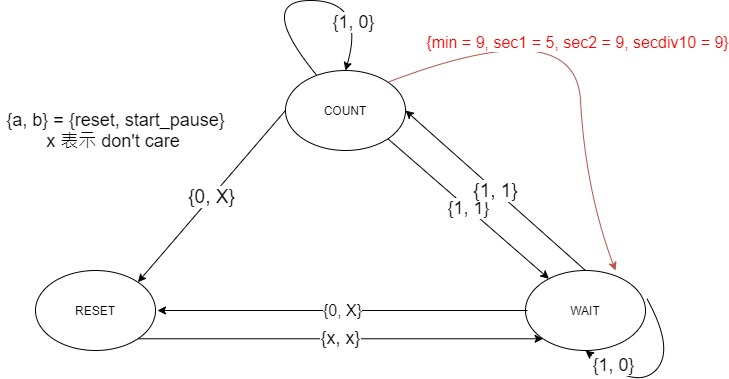 {1, 0}
{min = 9, sec1 = 5, sec2 = 9, secdiv10 = 9}
COUNT
{a, b} = {reset, start_pause}
x 表示 don't care
{0, X}
{1, 1}
{1, 1}
RESET
{0, X}
WAIT
{x, x}
{1, 0}